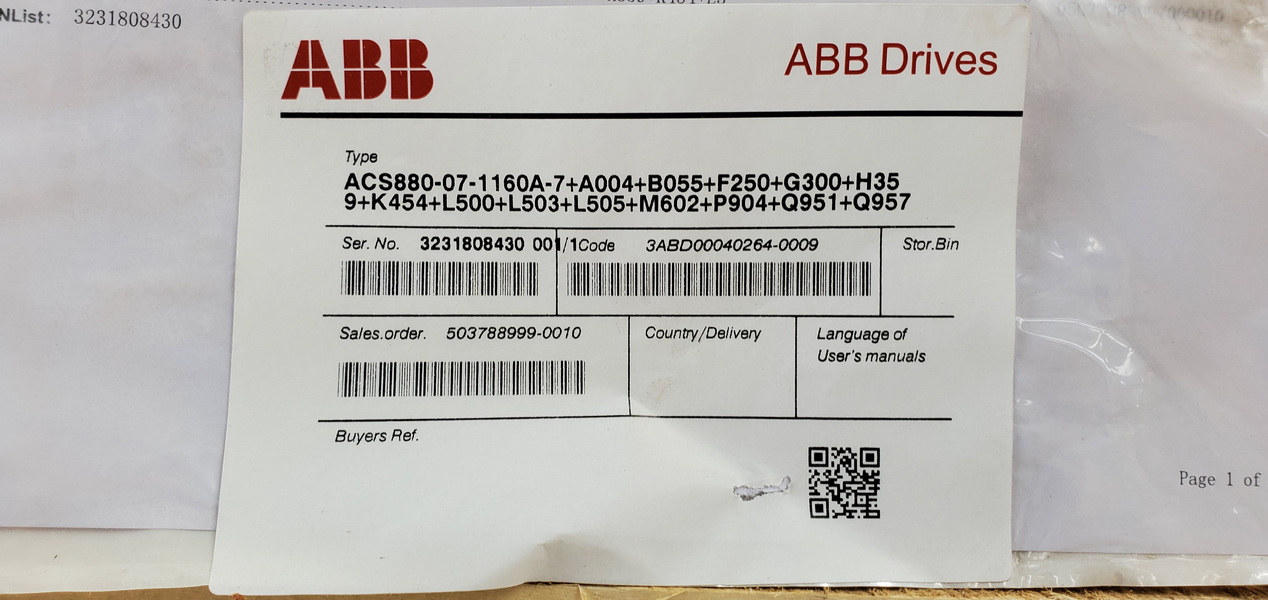 NList: 3231808430
ABB
ABB Drives
Type
ACS880-07-1160A-7+A004+B055+F250+G300+H35
9+K454+L500+L503+L505+M602+P904+Q951+Q957
Ser. No. 3231808430 001/1
Code 3ABD00040264-0009
Stor.Bin
Sales.order. 503788999-0010
Country/Delivery
Language of
User's manuals
Buyers Ref.
Page 1 of